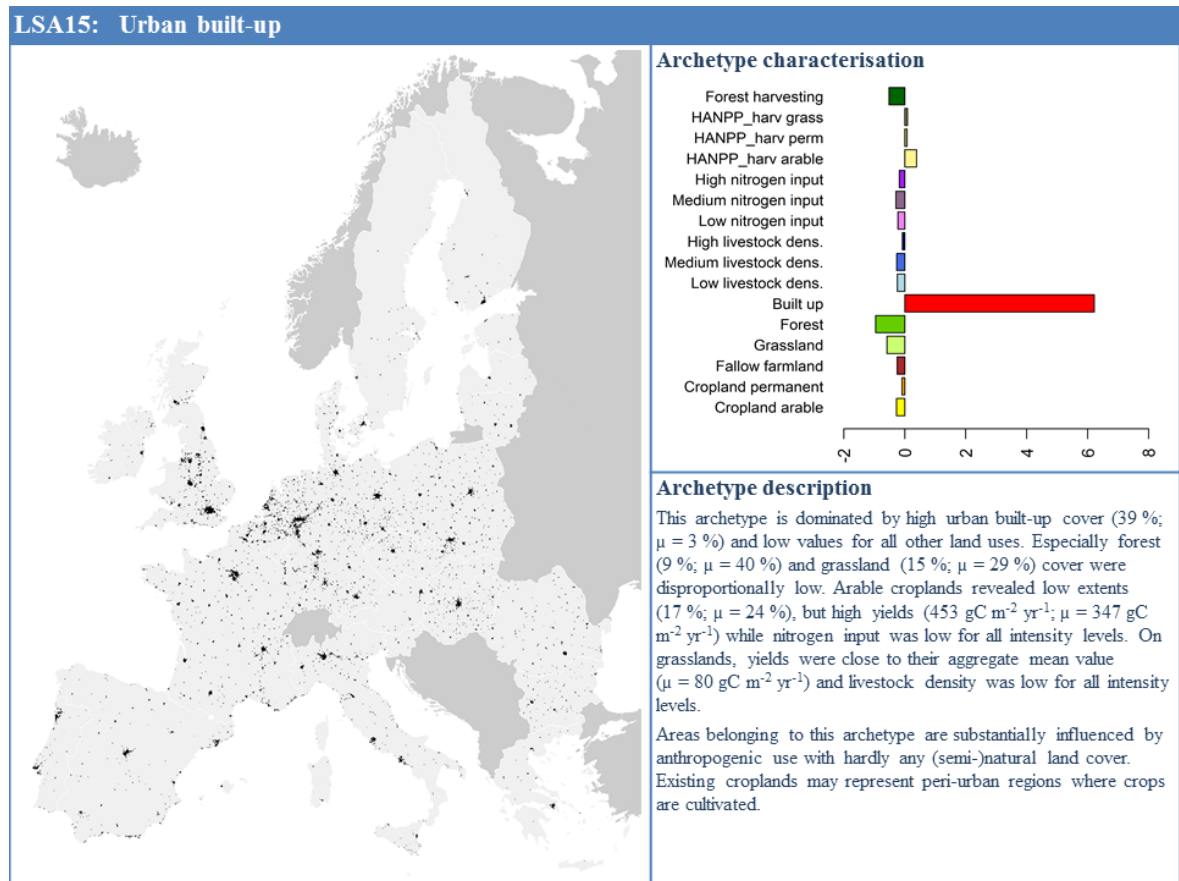 LSA15: Urban built-up
Archetype characterisation
Forest harvesting
HANPP_harv grass
HANPP_harv perm
HANPP_harv arable
High nitrogen input
Medium nitrogen input
Low nitrogen input
High livestock dens.
Medium livestock dens.
Low livestock dens.
Built up
Forest
Grassland
Fallow farmland
Cropland permanent
Cropland arable
-2 0 2 4 6 8
Archetype description
This archetype is dominated by high urban built-up cover (39 %;
μ = 3 %) and low values for all other land uses. Especially forest
(9 %; μ = 40 %) and grassland (15 %; μ = 29 %) cover were
disproportionally low. Arable croplands revealed low extents
(17 %; μ = 24 %), but high yields (453 gC m⁻² yr⁻¹; μ = 347 gC
m⁻² yr⁻¹) while nitrogen input was low for all intensity levels. On
grasslands, yields were close to their aggregate mean value
(μ = 80 gC m⁻² yr⁻¹) and livestock density was low for all intensity
levels.
Areas belonging to this archetype are substantially influenced by
anthropogenic use with hardly any (semi-)natural land cover.
Existing croplands may represent peri-urban regions where crops
are cultivated.